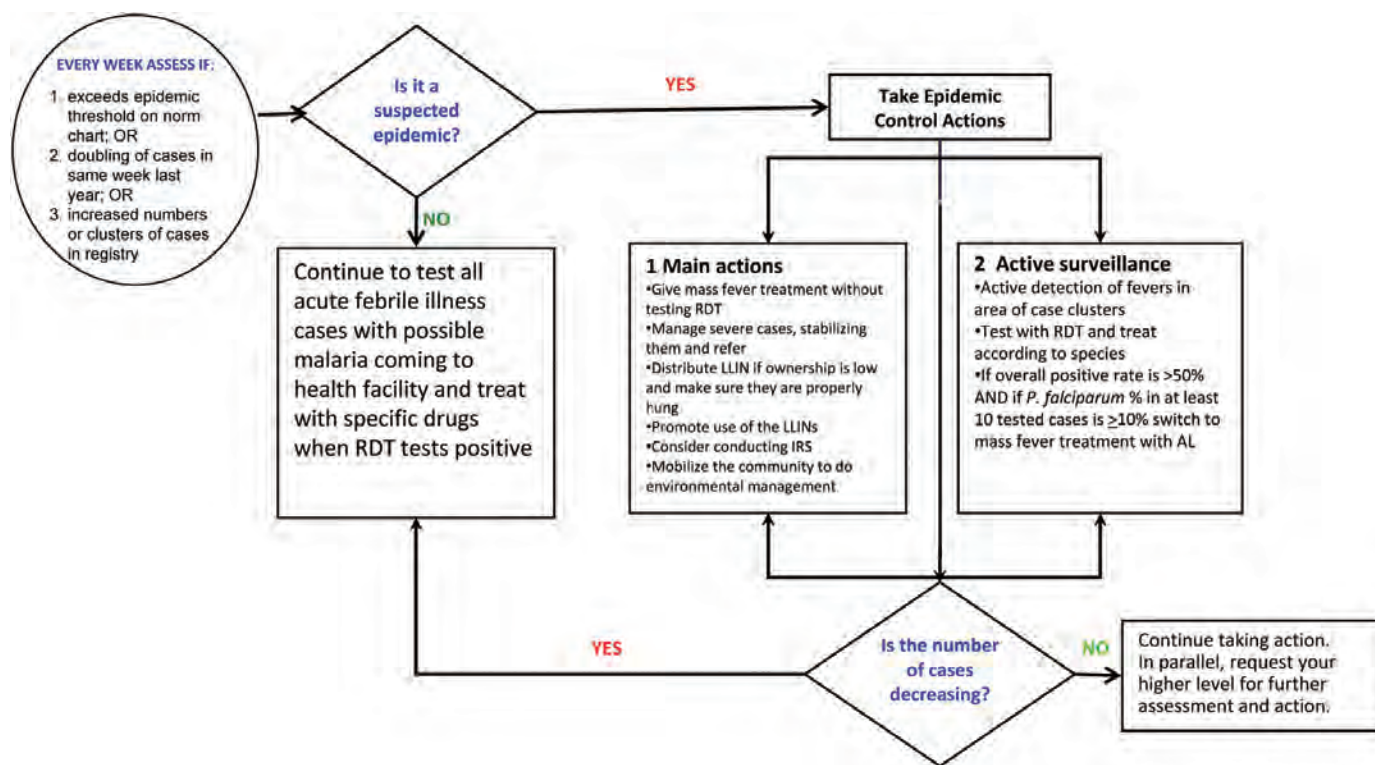 EVERY WEEK ASSESS IF:
1. exceeds epidemic
threshold on norm
chart; OR
2. doubling of cases in
same week last
year; OR
3. increased numbers
or clusters of cases
in registry
Is it a
suspected
epidemic?
YES
Take Epidemic
Control Actions
NO
Continue to test all
acute febrile illness
cases with possible
malaria coming to
health facility and treat
with specific drugs
when RDT tests positive
1 Main actions
•Give mass fever treatment without
testing RDT
•Manage severe cases, stabilizing
them and refer
•Distribute LLIN if ownership is low
and make sure they are properly
hung
•Promote use of the LLINs
•Consider conducting IRS
•Mobilize the community to do
environmental management
2 Active surveillance
•Active detection of fevers in
area of case clusters
•Test with RDT and treat
according to species
•If overall positive rate is >50%
AND if P. falciparum % in at least
10 tested cases is ≥10% switch to
mass fever treatment with AL
YES
Is the number
of cases
decreasing?
NO
Continue taking action.
In parallel, request your
higher level for further
assessment and action.